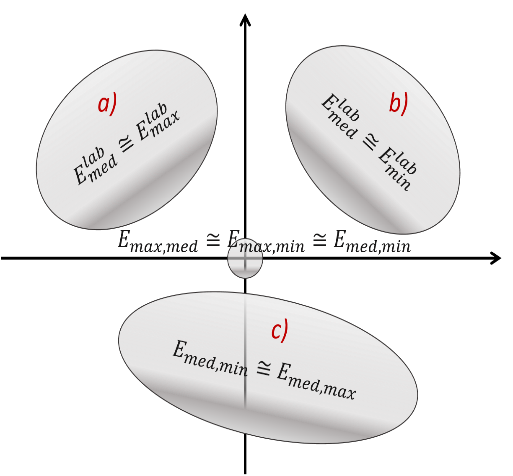 a)
E_{med}^{lab} ≅ E_{max}^{lab}
b)
E_{med}^{lab} ≅ E_{min}^{lab}
E_{max,med} ≅ E_{max,min} ≅ E_{med,min}
c)
E_{med,min} ≅ E_{med,max}